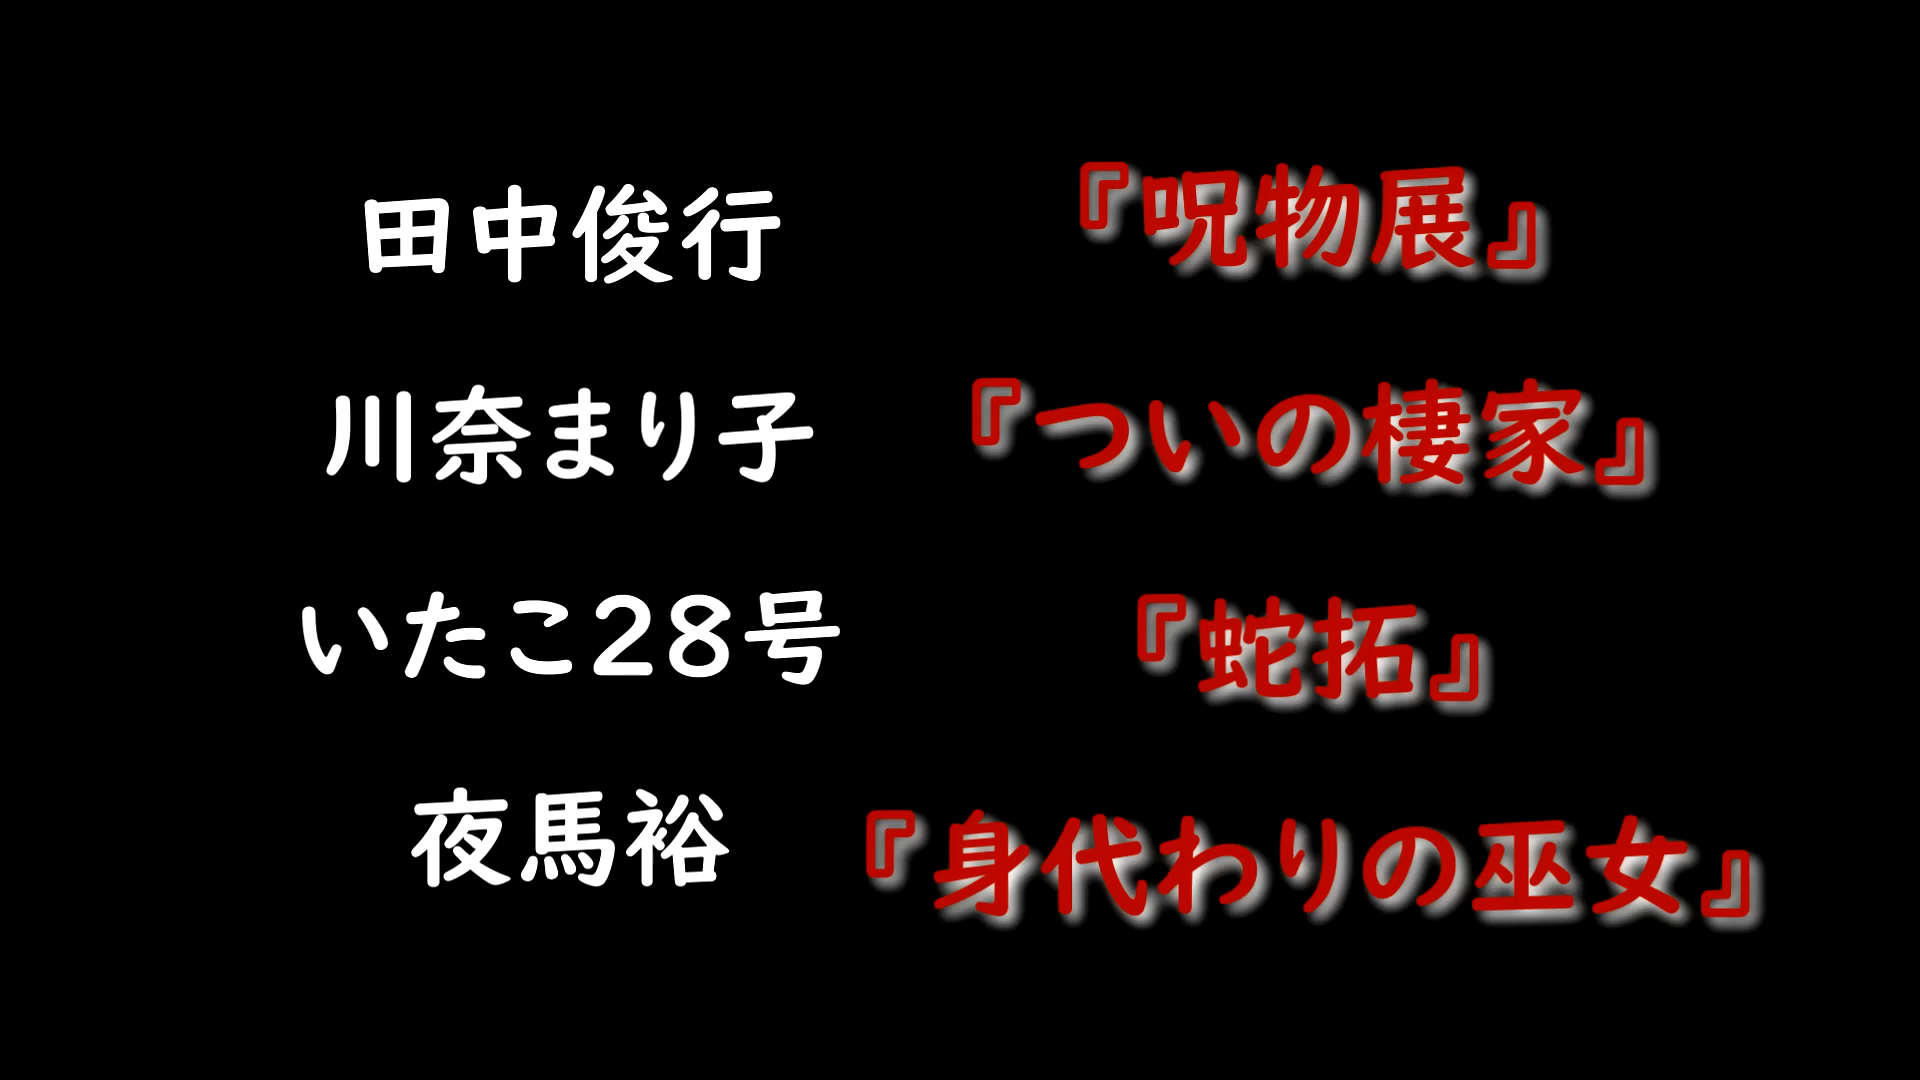 田中俊行 『呪物展』
川奈まり子 『ついの棲家』
いたこ28号 『蛇拓』
夜馬裕 『身代わりの巫女』